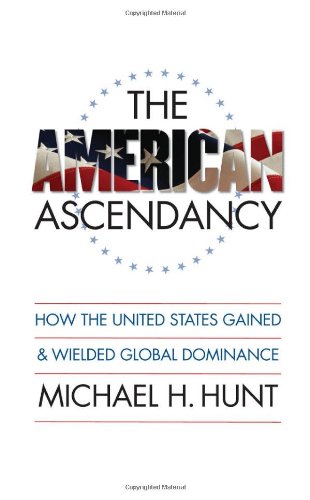 THE
AMERICAN
ASCENDANCY
HOW THE UNITED STATES GAINED
& WIELDED GLOBAL DOMINANCE
MICHAEL H. HUNT